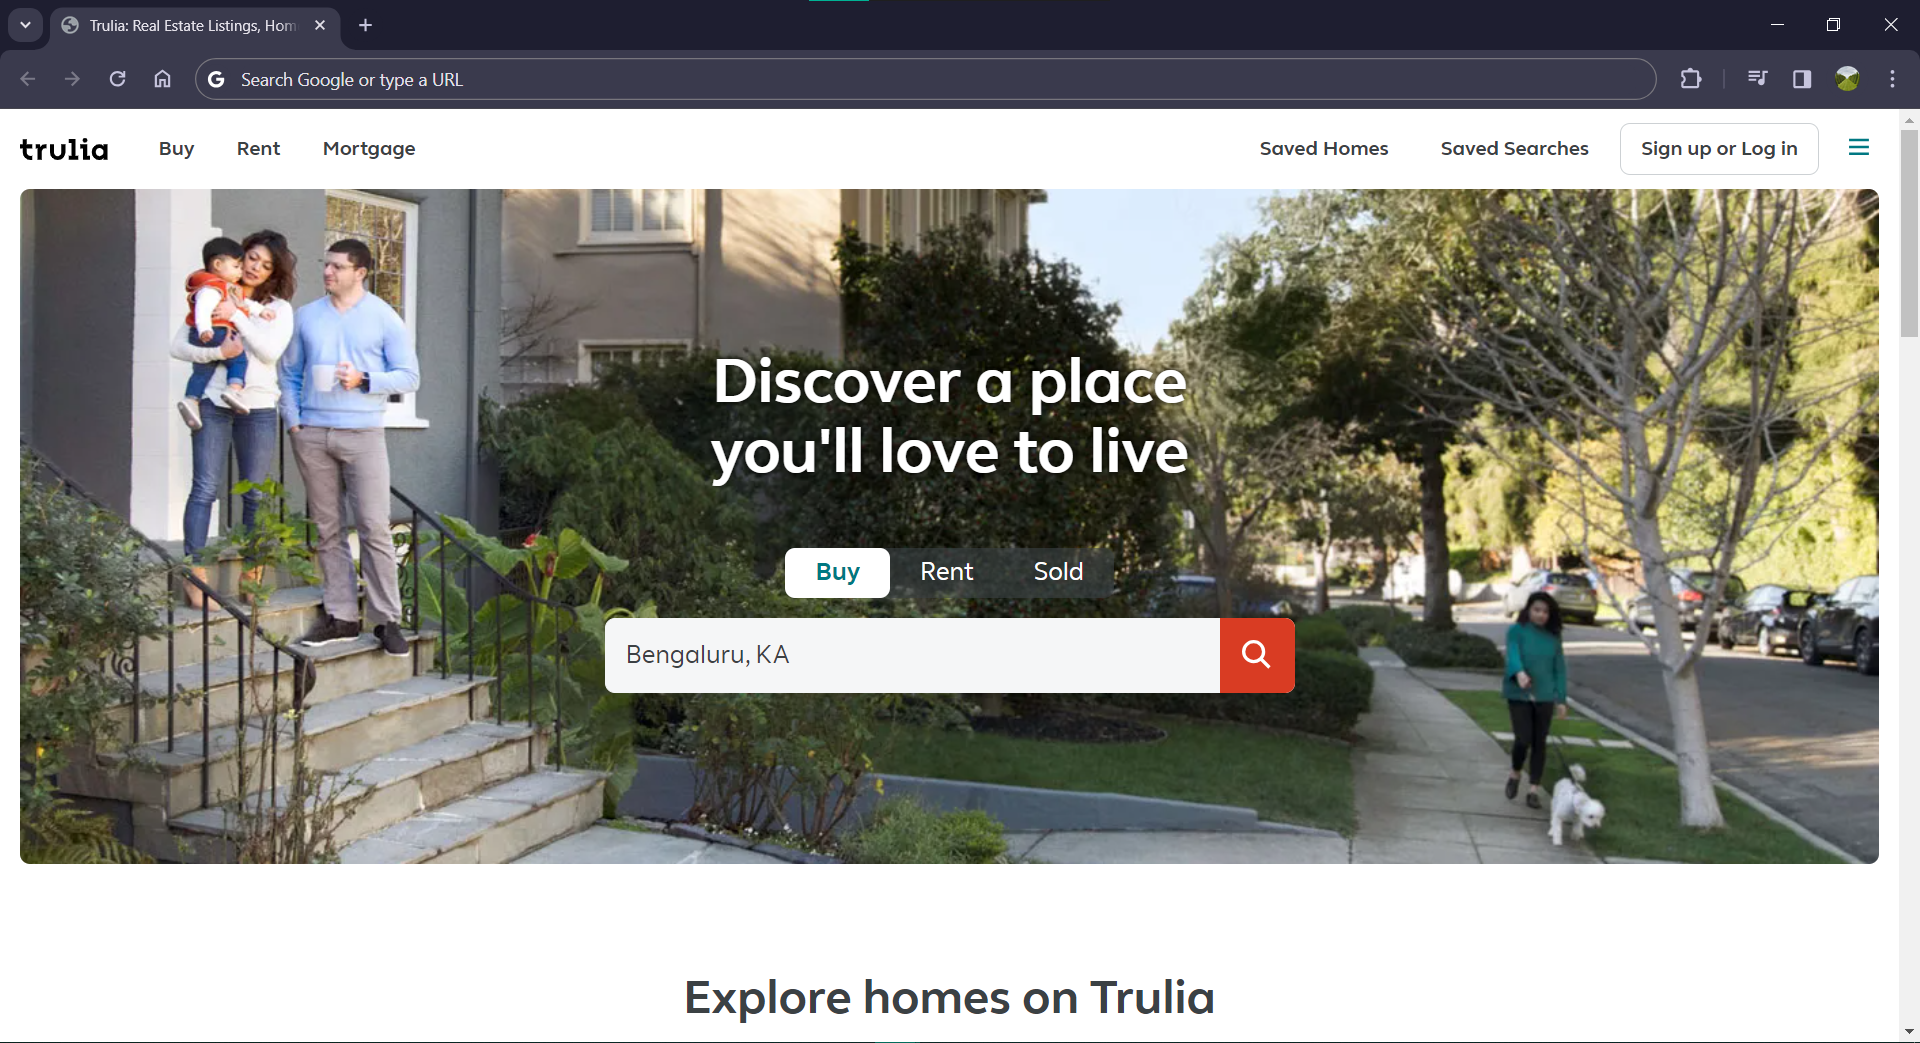 Trulia: Real Estate Listings, Hom
Search Google or type a URL
trulia
Buy
Rent
Mortgage
Saved Homes
Saved Searches
Sign up or Log in
Discover a place
you'll love to live
Buy
Rent
Sold
Bengaluru, KA
Explore homes on Trulia